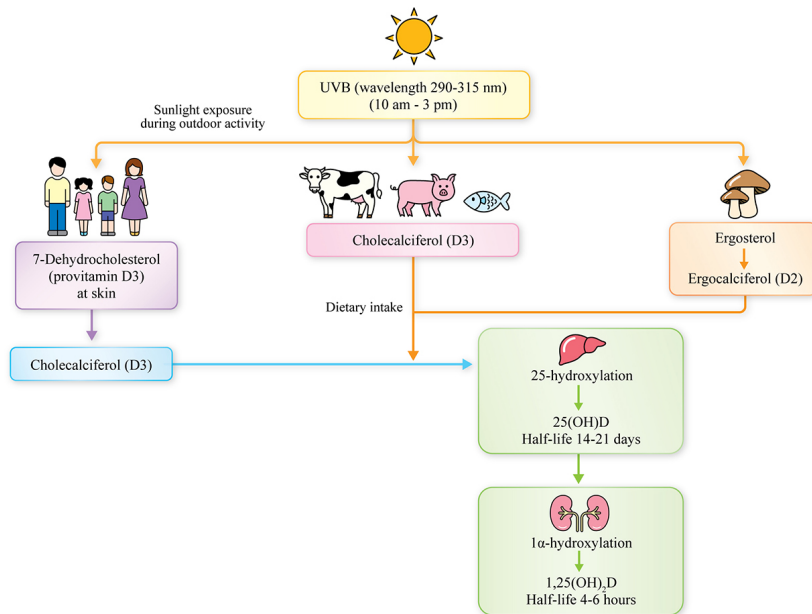 UVB (wavelength 290-315 nm)
(10 am - 3 pm)
Sunlight exposure
during outdoor activity
7-Dehydrocholesterol
(provitamin D3)
at skin
Cholecalciferol (D3)
Ergosterol
Ergocalciferol (D2)
Dietary intake
Cholecalciferol (D3)
25-hydroxylation
25(OH)D
Half-life 14-21 days
1α-hydroxylation
1,25(OH)₂D
Half-life 4-6 hours